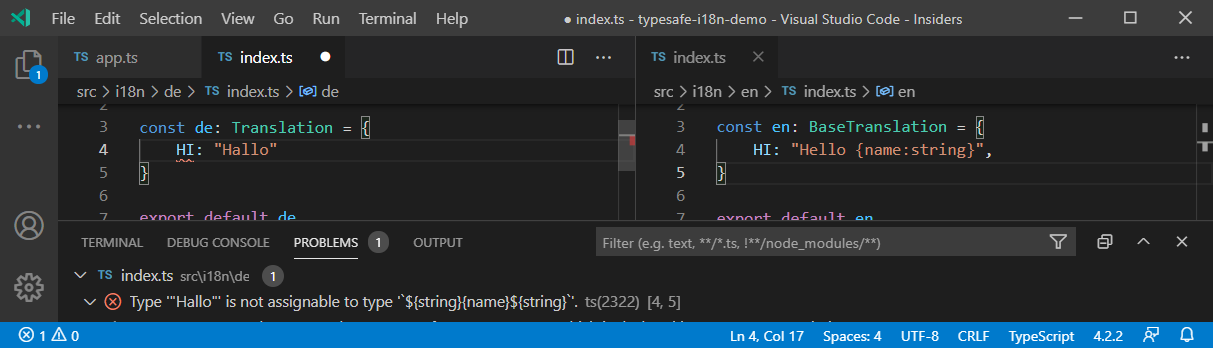 File Edit Go Run Terminal Help ● index.ts - typesafe-i18n-demo - Visual Studio Code - Insiders
TS app.ts TS index.ts ●
src > i18n > de > TS index.ts > de
2
3 const de: Translation = {
4 HI: "Hallo"
5 }
6
7 export default de
TS index.ts
src > i18n > en > TS index.ts > en
2
3 const en: BaseTranslation = {
4 HI: "Hello {name:string}",
5 }
6
7 export default en
1
TERMINAL DEBUG CONSOLE PROBLEMS 1 OUTPUT Filter (e.g. text, **/*.ts, !**/node_modules/**)
TS index.ts src\i18n\de 1
Type '"Hallo"' is not assignable to type '`${string}{name}${string}`'. ts(2322) [4, 5]
1 0 Ln 4, Col 17 Spaces: 4 UTF-8 CRLF TypeScript 4.2.2